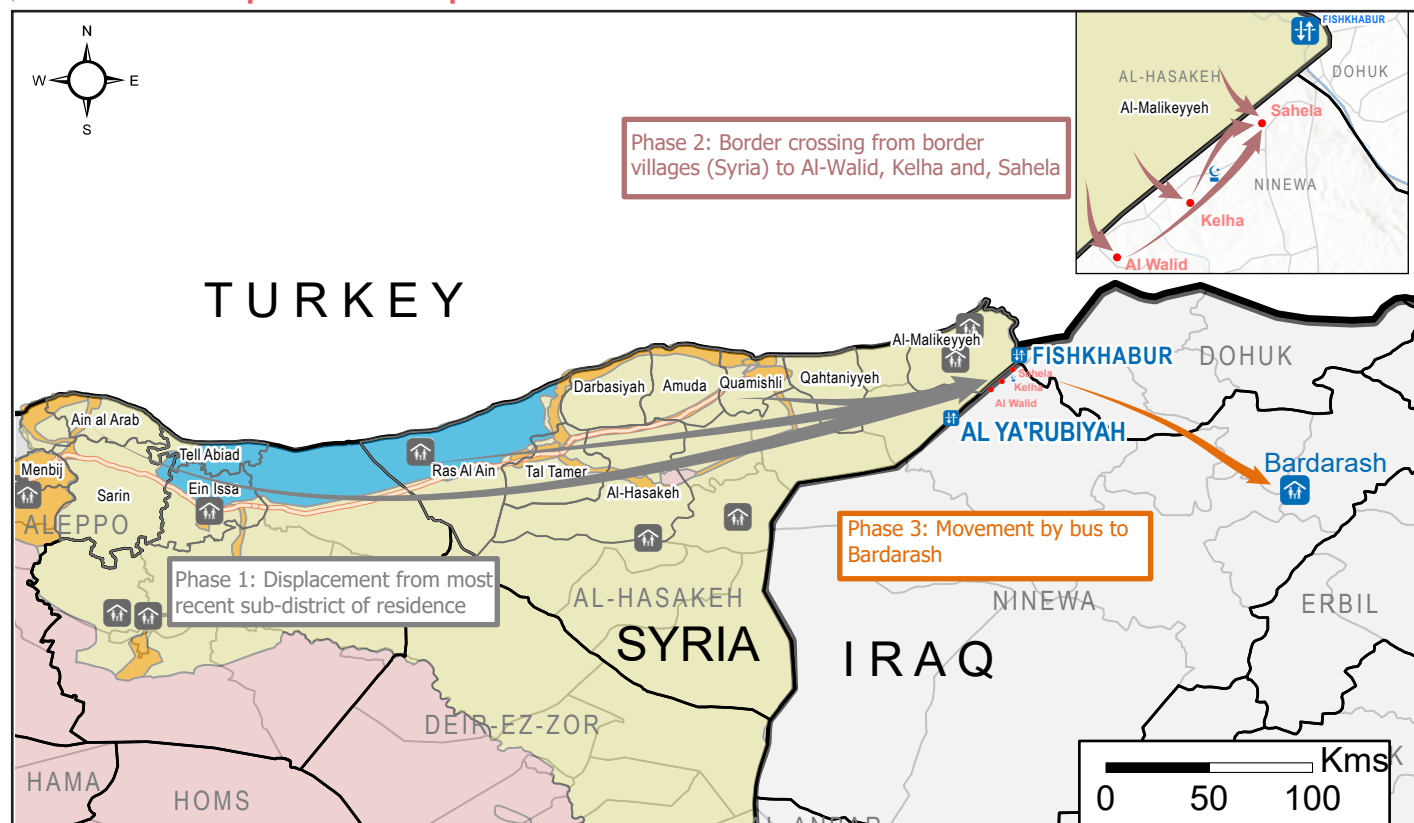 N
W
E
S
FISHKHABUR
AL-HASAKEH
DOHUK
Al-Malikeyyeh
Sahela
NINEWA
Kelha
Al Walid
Phase 2: Border crossing from border
villages (Syria) to Al-Walid, Kelha and, Sahela
TURKEY
Al-Malikeyyeh
FISHKHABUR
DOHUK
Darbasiyah
Amuda
Quamishli
Qahtaniyyeh
Sahela
Kelha
Al Walid
Ain al Arab
AL YA'RUBIYAH
Tell Abiad
Menbij
Ras Al Ain
Tal Tamer
Bardarash
Sarin
Ein Issa
Al-Hasakeh
ALEPPO
Phase 3: Movement by bus to
Bardarash
Phase 1: Displacement from most
recent sub-district of residence
AL-HASAKEH
NINEWA
ERBIL
SYRIA
IRAQ
DEIR-EZ-ZOR
HAMA
HOMS
Kms
0 50 100